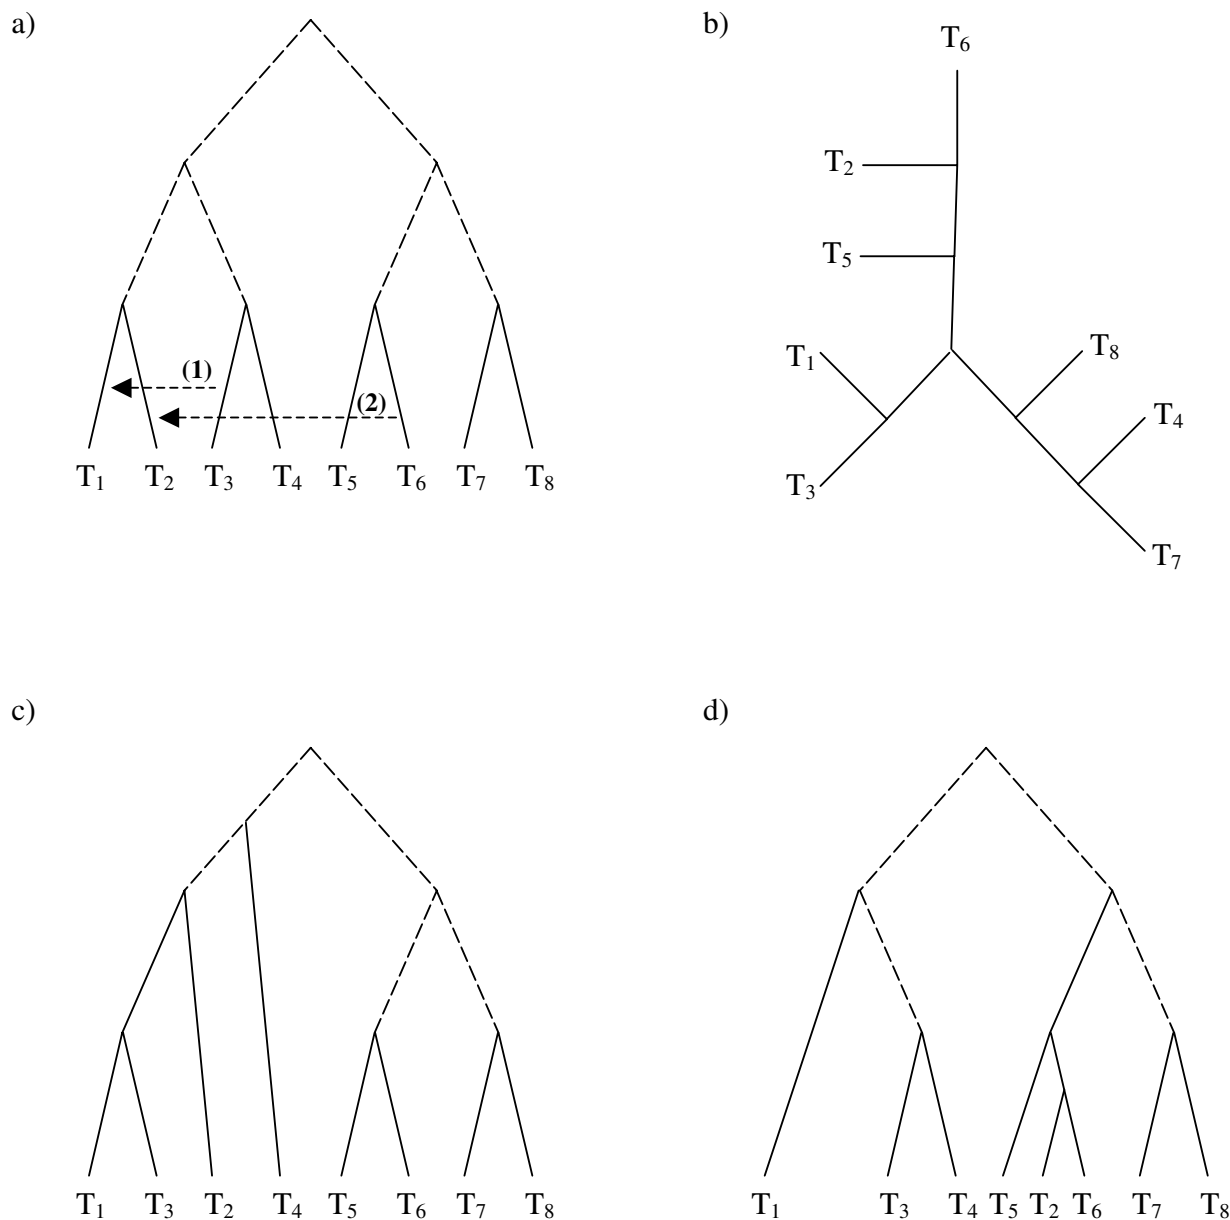 a)
(1)
(2)
T₁ T₂ T₃ T₄ T₅ T₆ T₇ T₈
b)
T₆
T₂
T₅
T₁ T₈
T₄
T₃
T₇
c)
T₁ T₃ T₂ T₄ T₅ T₆ T₇ T₈
d)
T₁ T₃ T₄ T₅ T₂ T₆ T₇ T₈